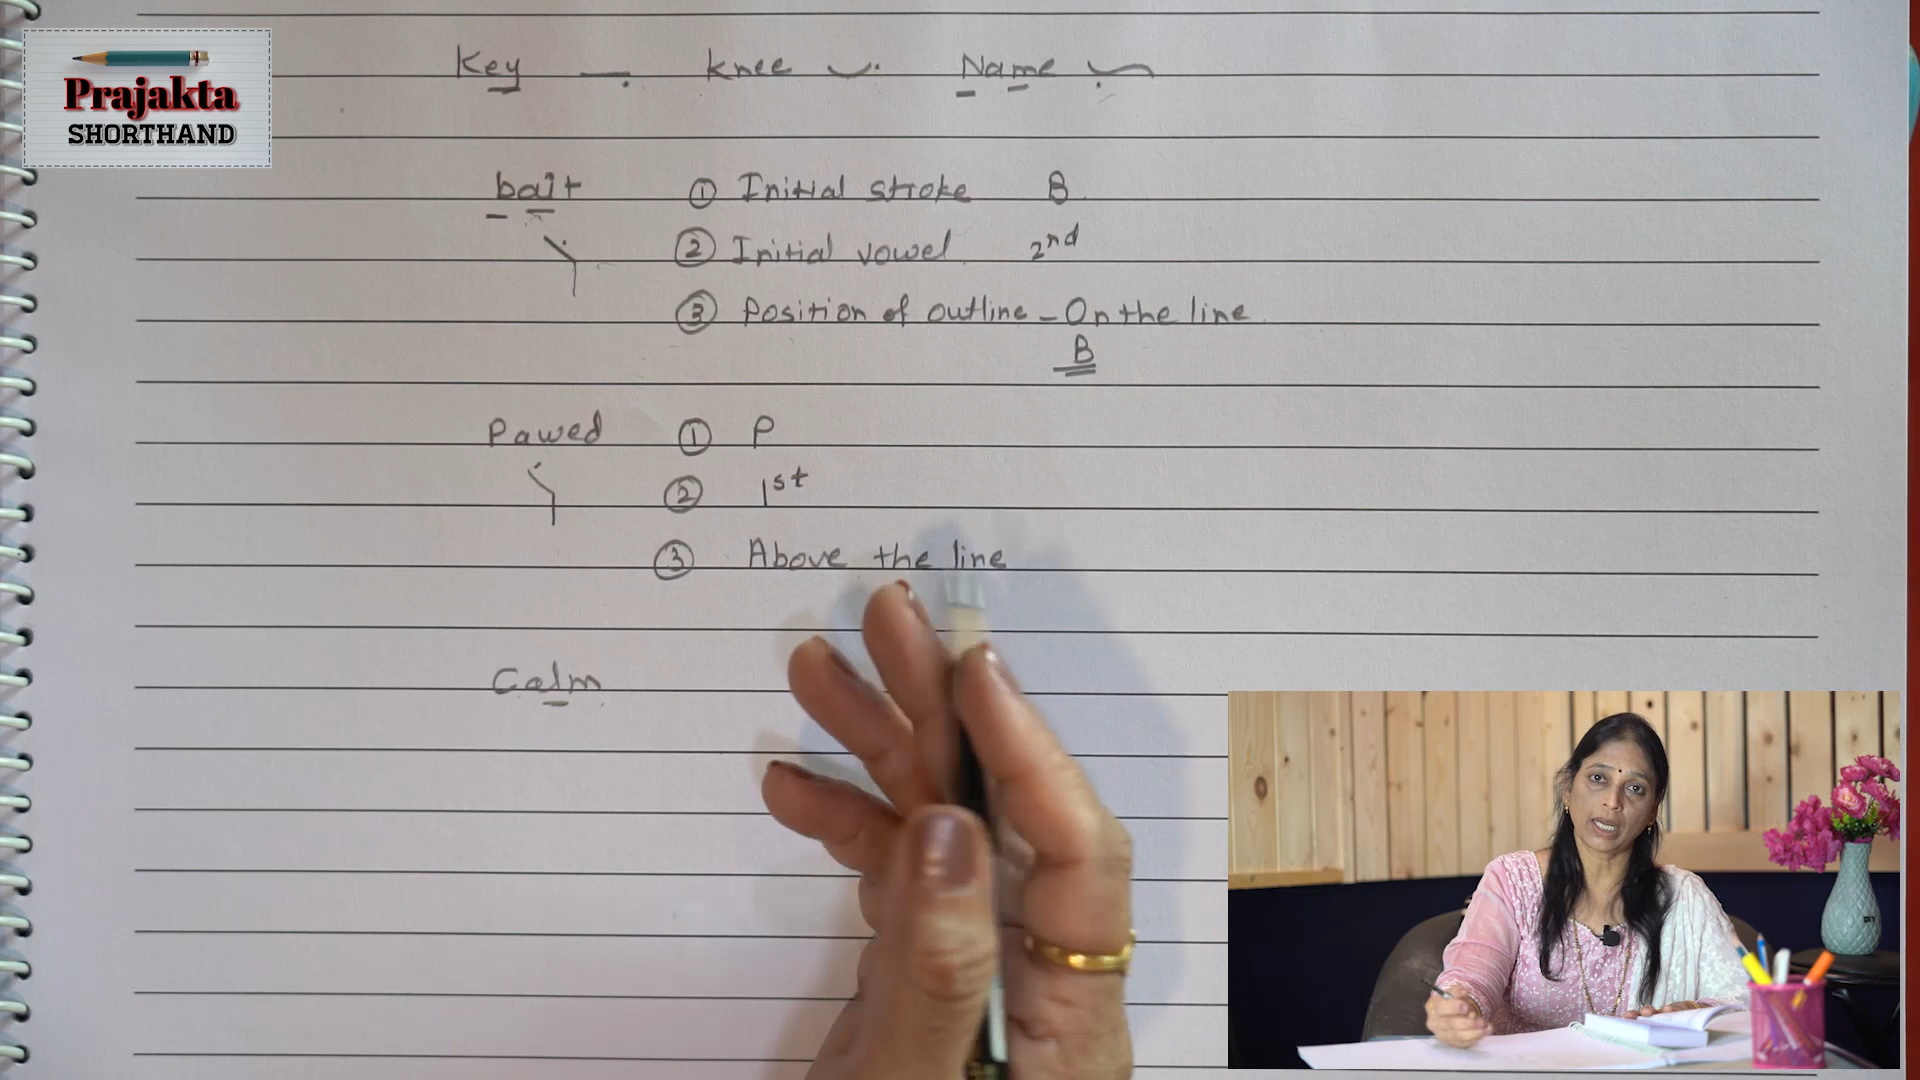 Prajakta
SHORTHAND
Key knee Name
bait ① Initial stroke B
② Initial vowel 2nd
③ Position of outline - On the line
B
Pawed ① P
② 1st
③ Above the line
Calm